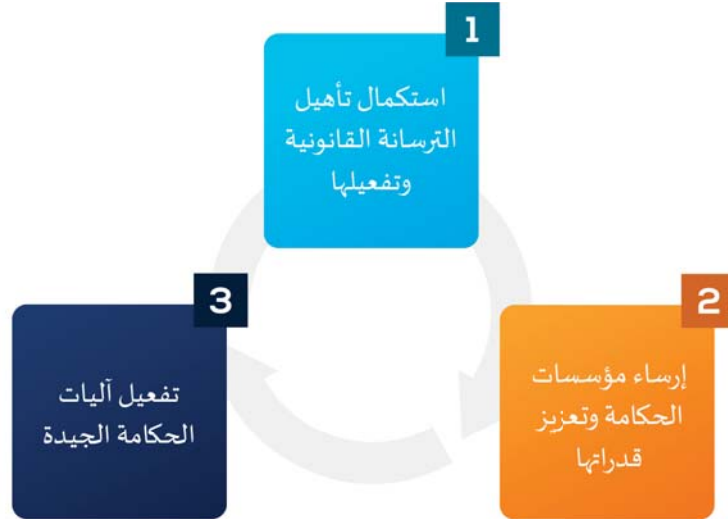 1
استكمال تأهيل
الترسانة القانونية
وتفعيلها
2
إرساء مؤسسات
الحكامة وتعزيز
قدراتها
3
تفعيل آليات
الحكامة الجيدة